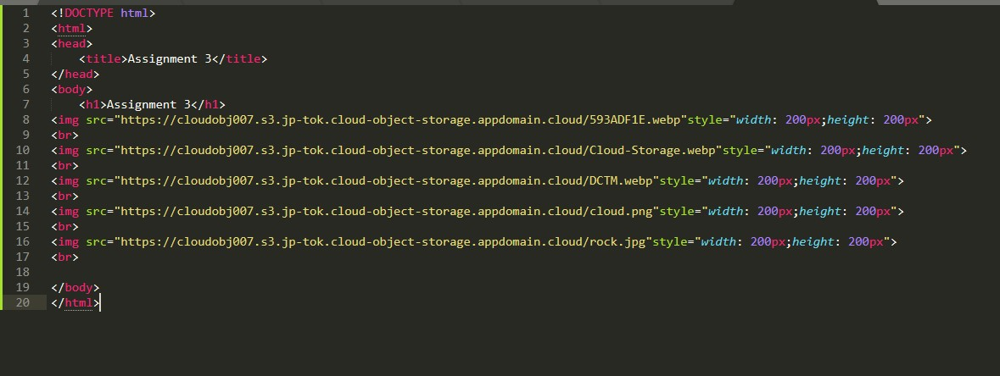 1 <!DOCTYPE html>
2 <html>
3 <head>
4 <title>Assignment 3</title>
5 </head>
6 <body>
7 <h1>Assignment 3</h1>
8 <img src="https://cloudobj007.s3.jp-tok.cloud-object-storage.appdomain.cloud/593ADF1E.webp"style="width: 200px;height: 200px">
9 <br>
10 <img src="https://cloudobj007.s3.jp-tok.cloud-object-storage.appdomain.cloud/Cloud-Storage.webp"style="width: 200px;height: 200px">
11 <br>
12 <img src="https://cloudobj007.s3.jp-tok.cloud-object-storage.appdomain.cloud/DCTM.webp"style="width: 200px;height: 200px">
13 <br>
14 <img src="https://cloudobj007.s3.jp-tok.cloud-object-storage.appdomain.cloud/cloud.png"style="width: 200px;height: 200px">
15 <br>
16 <img src="https://cloudobj007.s3.jp-tok.cloud-object-storage.appdomain.cloud/rock.jpg"style="width: 200px;height: 200px">
17 <br>
18
19 </body>
20 </html>